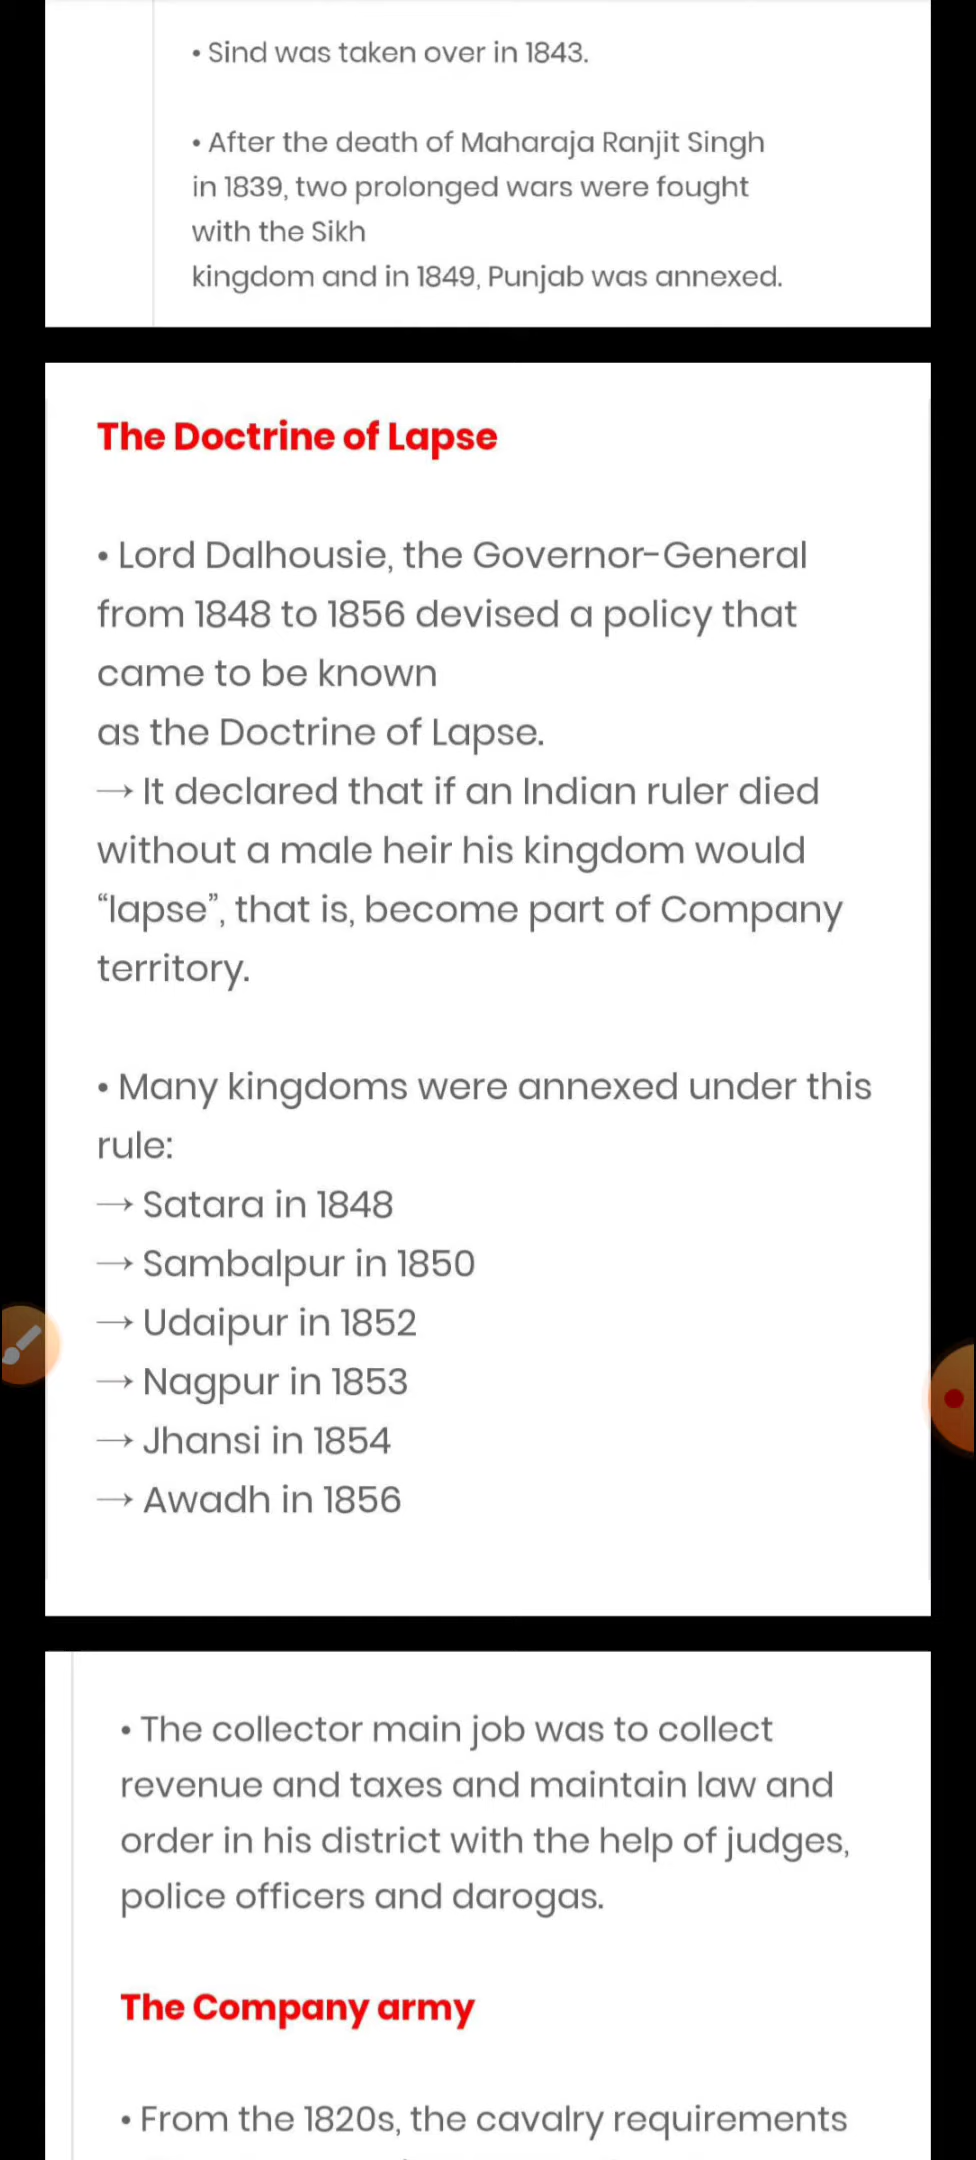 • Sind was taken over in 1843.
• After the death of Maharaja Ranjit Singh
in 1839, two prolonged wars were fought
with the Sikh
kingdom and in 1849, Punjab was annexed.
The Doctrine of Lapse
• Lord Dalhousie, the Governor-General
from 1848 to 1856 devised a policy that
came to be known
as the Doctrine of Lapse.
→ It declared that if an Indian ruler died
without a male heir his kingdom would
“lapse”, that is, become part of Company
territory.
• Many kingdoms were annexed under this
rule:
→ Satara in 1848
→ Sambalpur in 1850
→ Udaipur in 1852
→ Nagpur in 1853
→ Jhansi in 1854
→ Awadh in 1856
• The collector main job was to collect
revenue and taxes and maintain law and
order in his district with the help of judges,
police officers and darogas.
The Company army
• From the 1820s, the cavalry requirements